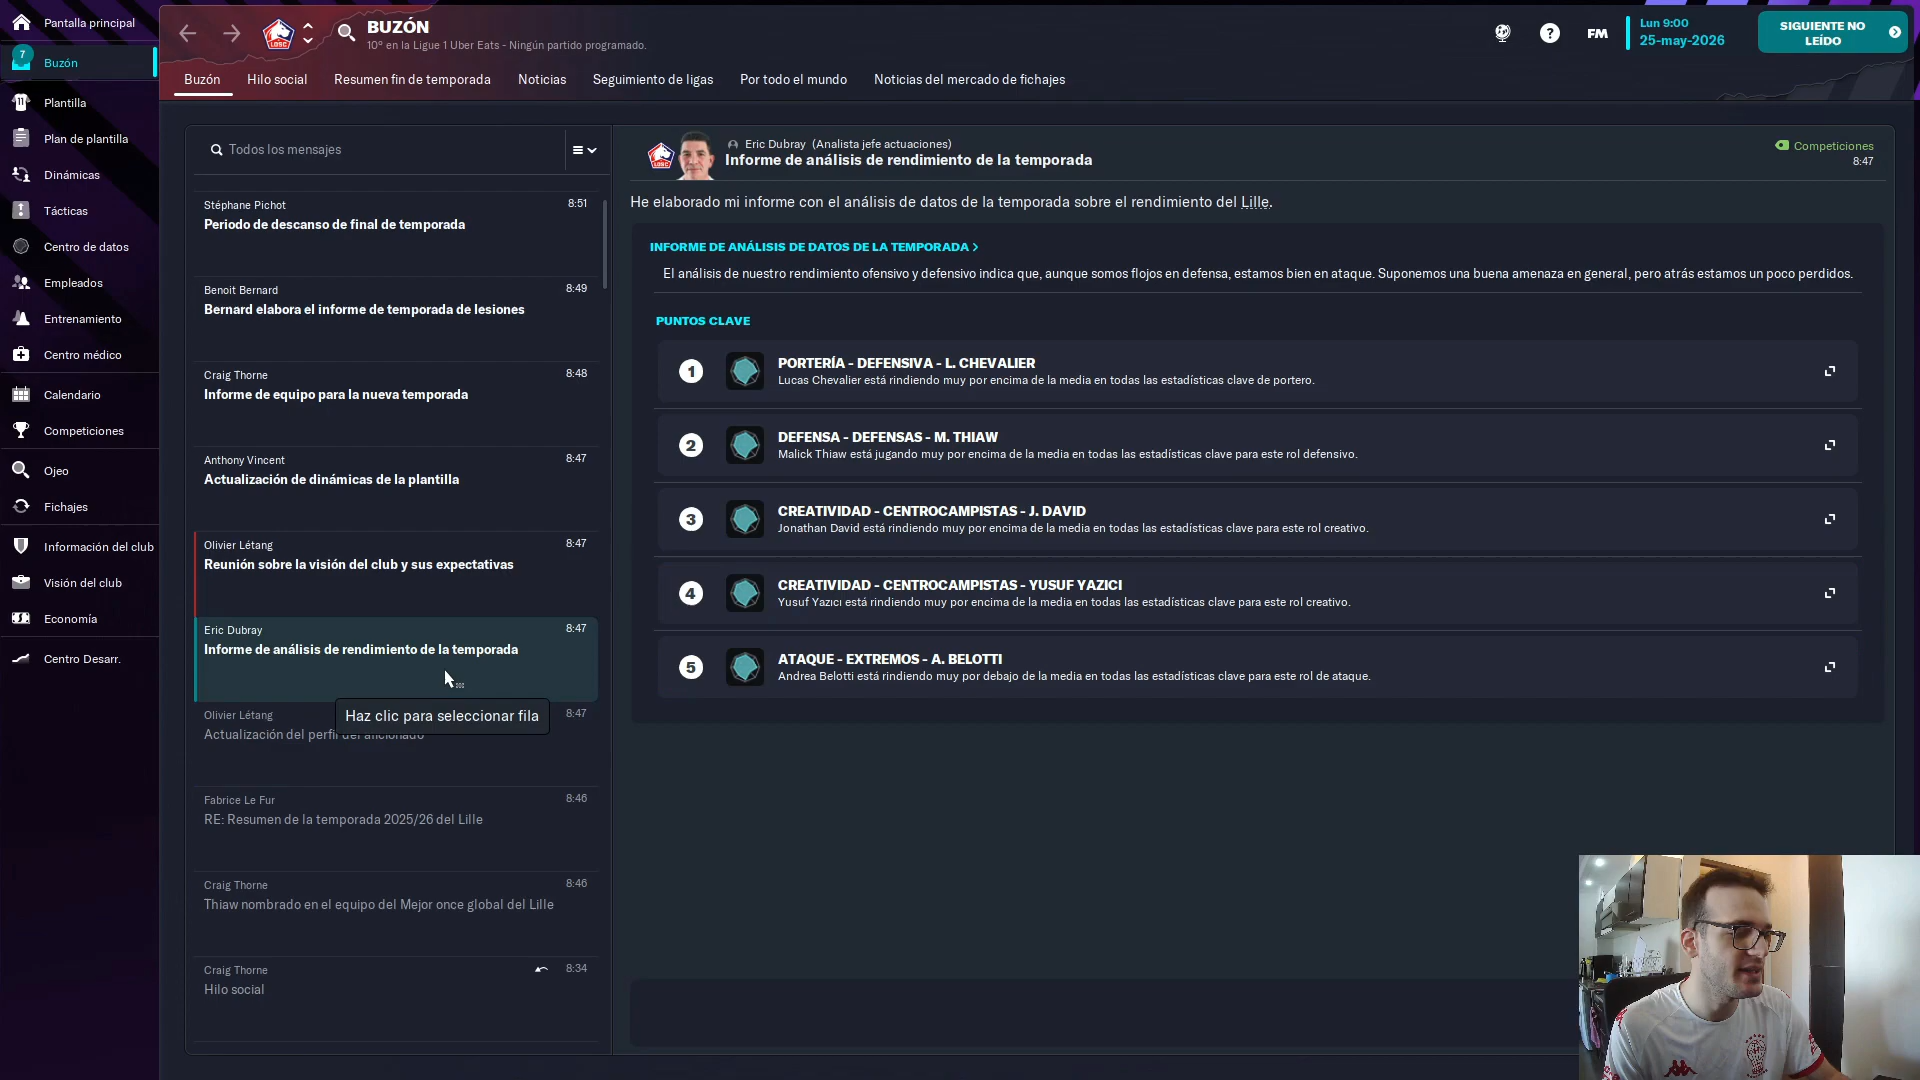 Pantalla principal
7
Buzón
Plantilla
Plan de plantilla
Dinámicas
Tácticas
Centro de datos
Empleados
Entrenamiento
Centro médico
Calendario
Competiciones
Ojeo
Fichajes
Información del club
Visión del club
Economía
Centro Desarr.
BUZÓN
10º en la Ligue 1 Uber Eats - Ningún partido programado.
FM
Lun 9:00
25-may-2026
SIGUIENTE NO LEÍDO
Buzón
Hilo social
Resumen fin de temporada
Noticias
Seguimiento de ligas
Por todo el mundo
Noticias del mercado de fichajes
Todos los mensajes
Stéphane Pichot 8:51
Periodo de descanso de final de temporada
Benoit Bernard 8:49
Bernard elabora el informe de temporada de lesiones
Craig Thorne 8:48
Informe de equipo para la nueva temporada
Anthony Vincent 8:47
Actualización de dinámicas de la plantilla
Olivier Létang 8:47
Reunión sobre la visión del club y sus expectativas
Eric Dubray 8:47
Informe de análisis de rendimiento de la temporada
Haz clic para seleccionar fila
Olivier Létang 8:47
Actualización del perfil del aficionado
Fabrice Le Fur 8:46
RE: Resumen de la temporada 2025/26 del Lille
Craig Thorne 8:46
Thiaw nombrado en el equipo del Mejor once global del Lille
Craig Thorne 8:34
Hilo social
Eric Dubray (Analista jefe actuaciones)
Informe de análisis de rendimiento de la temporada
Competiciones
8:47
He elaborado mi informe con el análisis de datos de la temporada sobre el rendimiento del Lille.
INFORME DE ANÁLISIS DE DATOS DE LA TEMPORADA >
El análisis de nuestro rendimiento ofensivo y defensivo indica que, aunque somos flojos en defensa, estamos bien en ataque. Suponemos una buena amenaza en general, pero atrás estamos un poco perdidos.
PUNTOS CLAVE
1
PORTERÍA - DEFENSIVA - L. CHEVALIER
Lucas Chevalier está rindiendo muy por encima de la media en todas las estadísticas clave de portero.
2
DEFENSA - DEFENSAS - M. THIAW
Malick Thiaw está jugando muy por encima de la media en todas las estadísticas clave para este rol defensivo.
3
CREATIVIDAD - CENTROCAMPISTAS - J. DAVID
Jonathan David está rindiendo muy por encima de la media en todas las estadísticas clave para este rol creativo.
4
CREATIVIDAD - CENTROCAMPISTAS - YUSUF YAZICI
Yusuf Yazıcı está rindiendo muy por encima de la media en todas las estadísticas clave para este rol creativo.
5
ATAQUE - EXTREMOS - A. BELOTTI
Andrea Belotti está rindiendo muy por debajo de la media en todas las estadísticas clave para este rol de ataque.